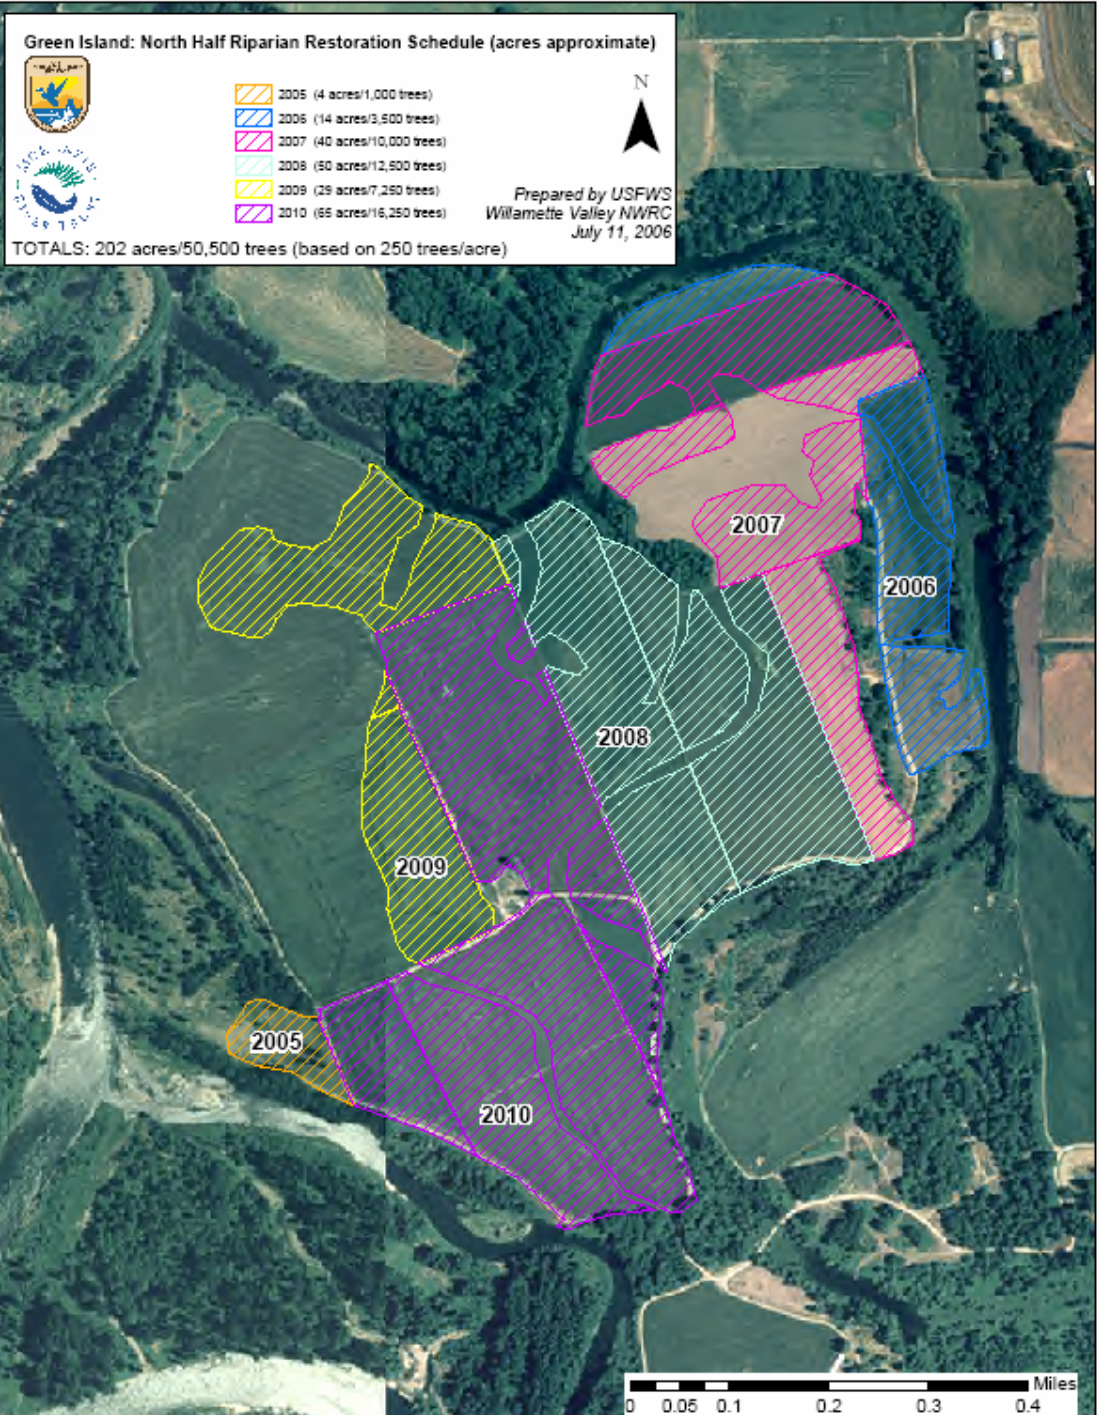 Green Island: North Half Riparian Restoration Schedule (acres approximate)
N
2005 (4 acres/1,000 trees)
2006 (14 acres/3,500 trees)
2007 (40 acres/10,000 trees)
2008 (50 acres/12,500 trees)
2009 (29 acres/7,250 trees)
2010 (65 acres/16,250 trees)
Prepared by USFWS
Willamette Valley NWRC
July 11, 2006
TOTALS: 202 acres/50,500 trees (based on 250 trees/acre)
2007
2006
2008
2009
2005
2010
Miles
0 0.05 0.1 0.2 0.3 0.4